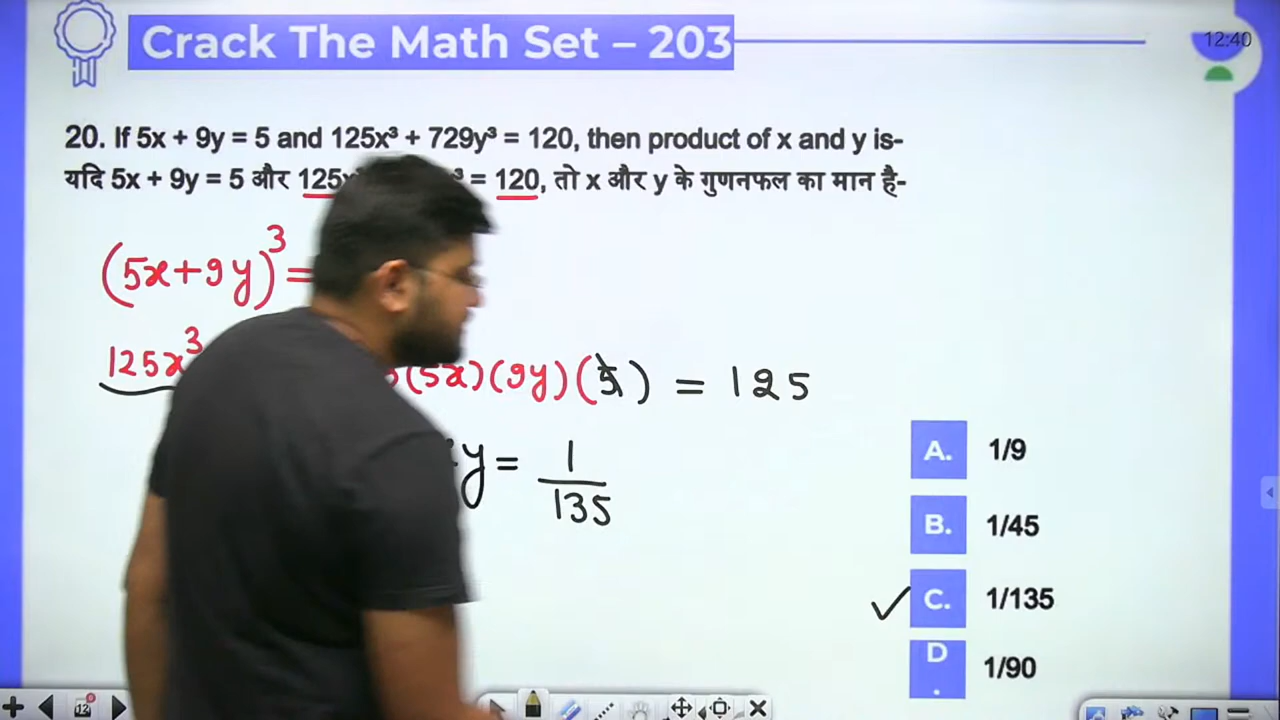 Crack The Math Set – 203
12:40
20. If 5x + 9y = 5 and 125x³ + 729y³ = 120, then product of x and y is-
यदि 5x + 9y = 5 और 125 = 120, तो x और y के गुणनफल का मान है-
(5x+9y)³=
125x³ (5x)(9y)(5) = 125
y = 1/135
A. 1/9
B. 1/45
✓ C. 1/135
D. 1/90
12